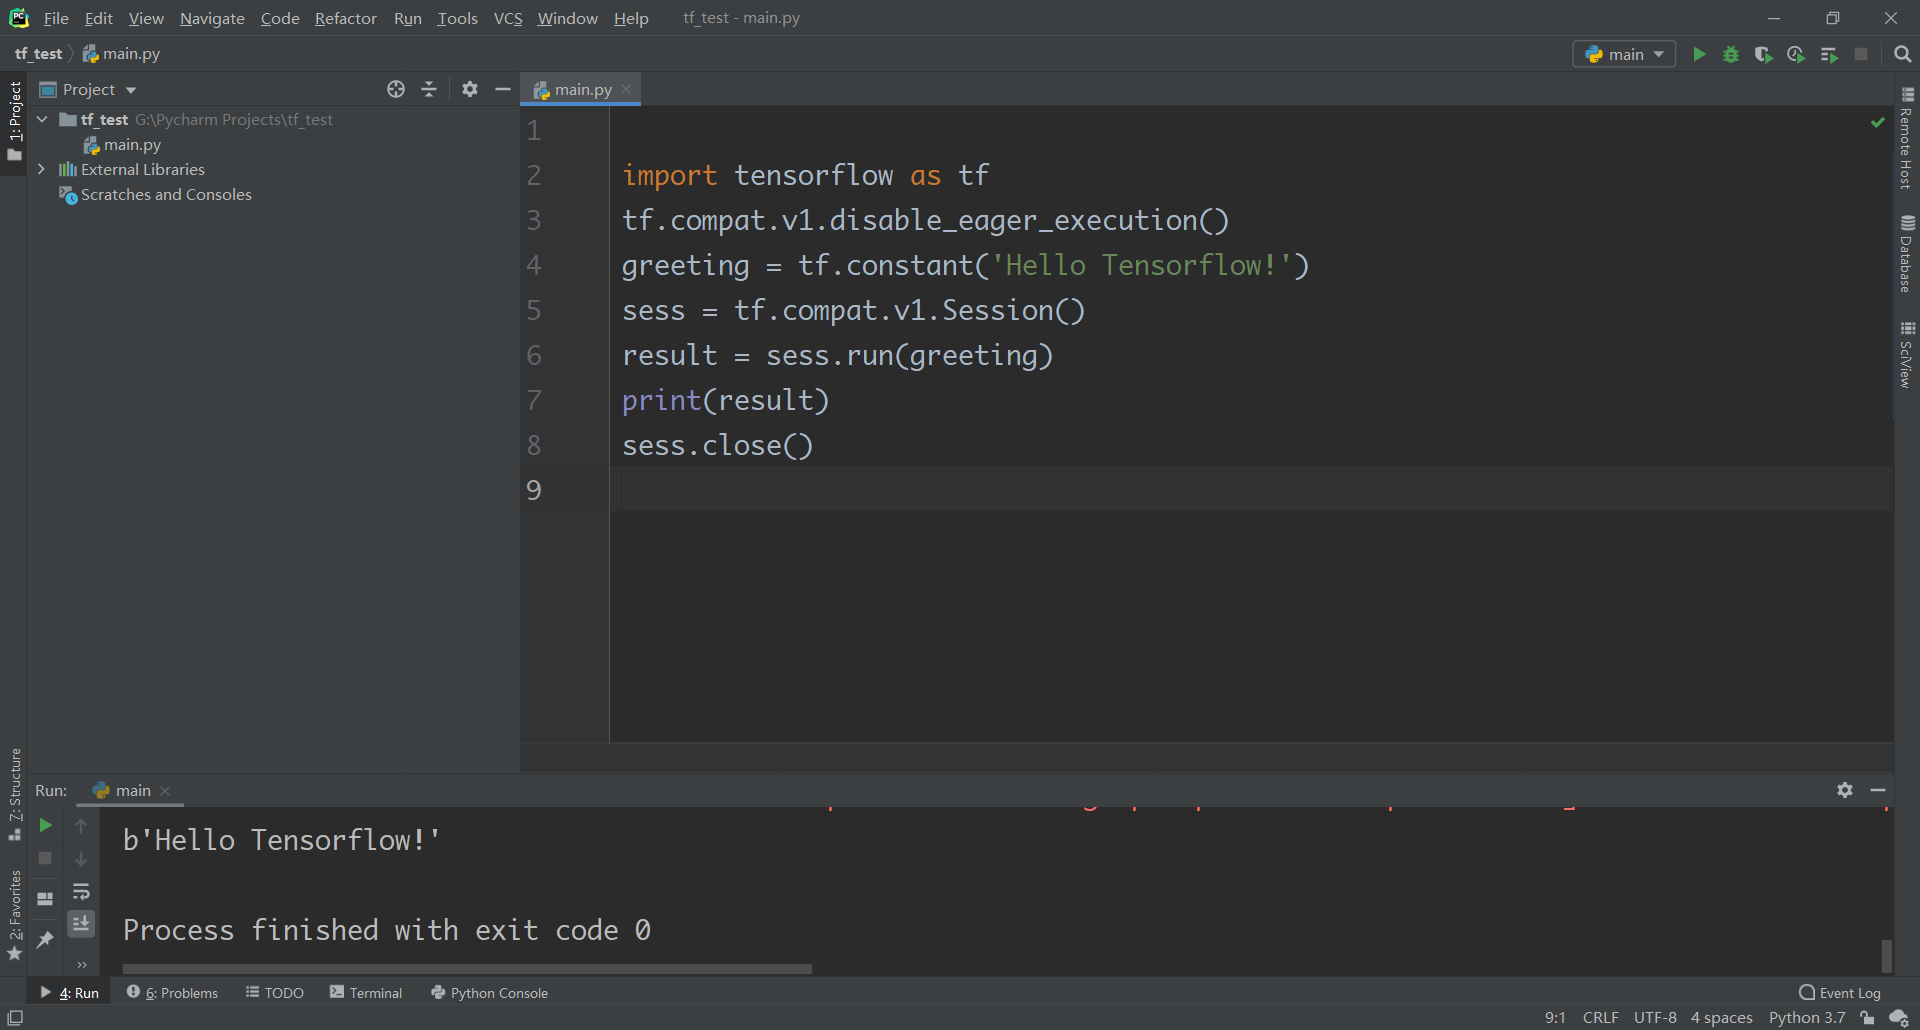 File Edit View Navigate Code Refactor Run Tools VCS Window Help tf_test - main.py
tf_test main.py main
Project main.py
tf_test G:\Pycharm Projects\tf_test
main.py
External Libraries
Scratches and Consoles
1: Project
7: Structure
2: Favorites
1
2 import tensorflow as tf
3 tf.compat.v1.disable_eager_execution()
4 greeting = tf.constant('Hello Tensorflow!')
5 sess = tf.compat.v1.Session()
6 result = sess.run(greeting)
7 print(result)
8 sess.close()
9
Remote Host
Database
SciView
Run: main
b'Hello Tensorflow!'
Process finished with exit code 0
4: Run 6: Problems TODO Terminal Python Console Event Log
9:1 CRLF UTF-8 4 spaces Python 3.7